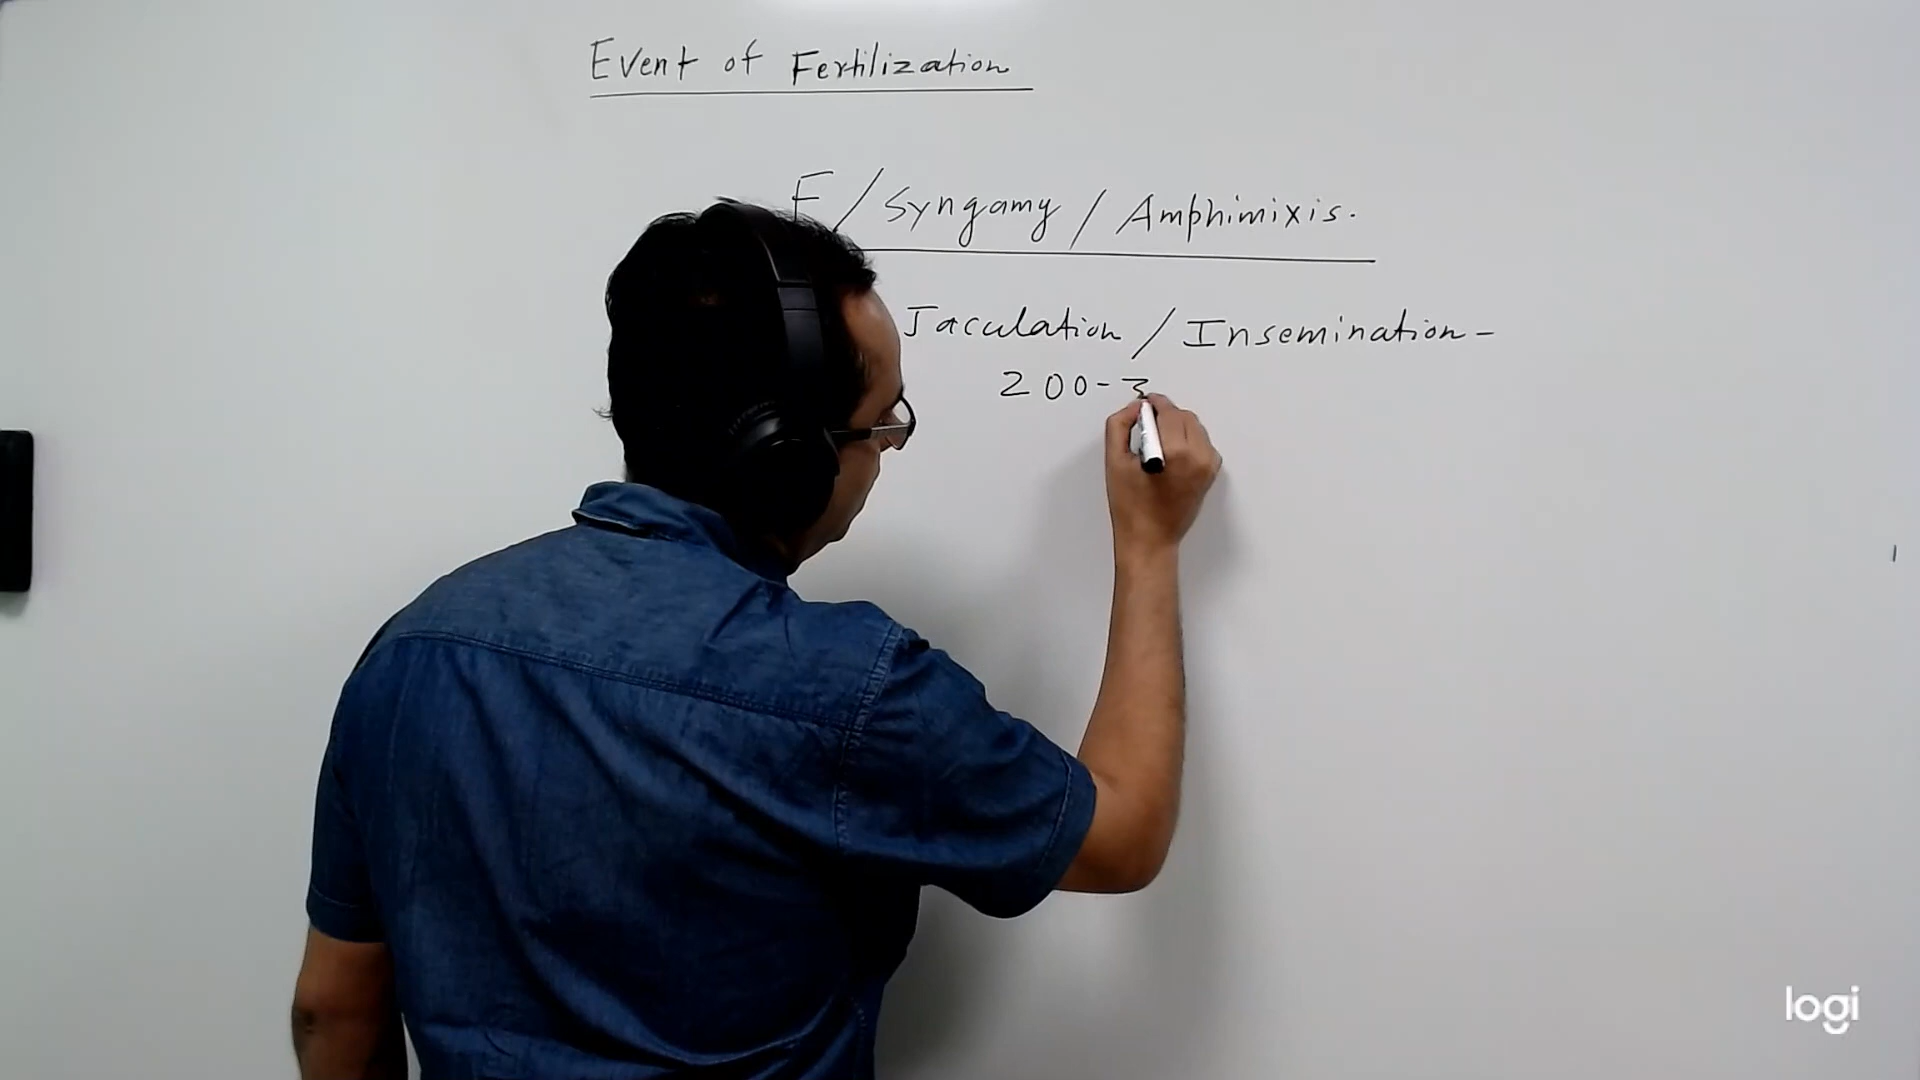 Event of Fertilization
F / Syngamy / Amphimixis.
Jaculation / Insemination -
200-3
logi